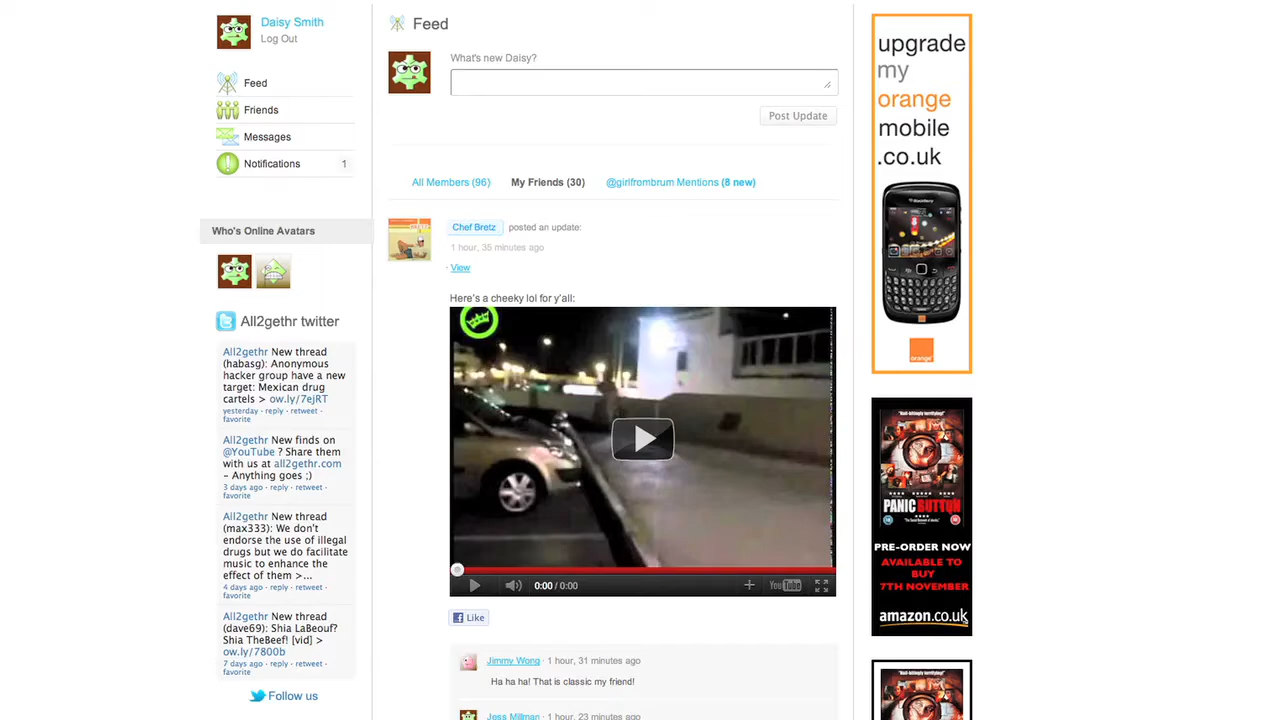 Daisy Smith
Log Out
Feed
Friends
Messages
Notifications 1
Who's Online Avatars
All2gethr twitter
All2gethr New thread
(habasg): Anonymous
hacker group have a new
target: Mexican drug
cartels > ow.ly/7ejRT
yesterday · reply · retweet ·
favorite
All2gethr New finds on
@YouTube ? Share them
with us at all2gethr.com
– Anything goes ;)
3 days ago · reply · retweet ·
favorite
All2gethr New thread
(max333): We don't
endorse the use of illegal
drugs but we do facilitate
music to enhance the
effect of them >...
4 days ago · reply · retweet ·
favorite
All2gethr New thread
(dave69): Shia LaBeouf?
Shia TheBeef! [vid] >
ow.ly/7800b
7 days ago · reply · retweet ·
favorite
Follow us
Feed
What's new Daisy?
Post Update
All Members (96) My Friends (30) @girlfrombrum Mentions (8 new)
Chef Bretz posted an update:
1 hour, 35 minutes ago
· View
Here's a cheeky lol for y'all:
0:00 / 0:00 YouTube
Like
Jimmy Wong · 1 hour, 31 minutes ago
Ha ha ha! That is classic my friend!
Jess Millman · 1 hour, 23 minutes ago
upgrade
my
orange
mobile
.co.uk
orange
PANIC BUTTON
PRE-ORDER NOW
AVAILABLE TO
BUY
7TH NOVEMBER
amazon.co.uk